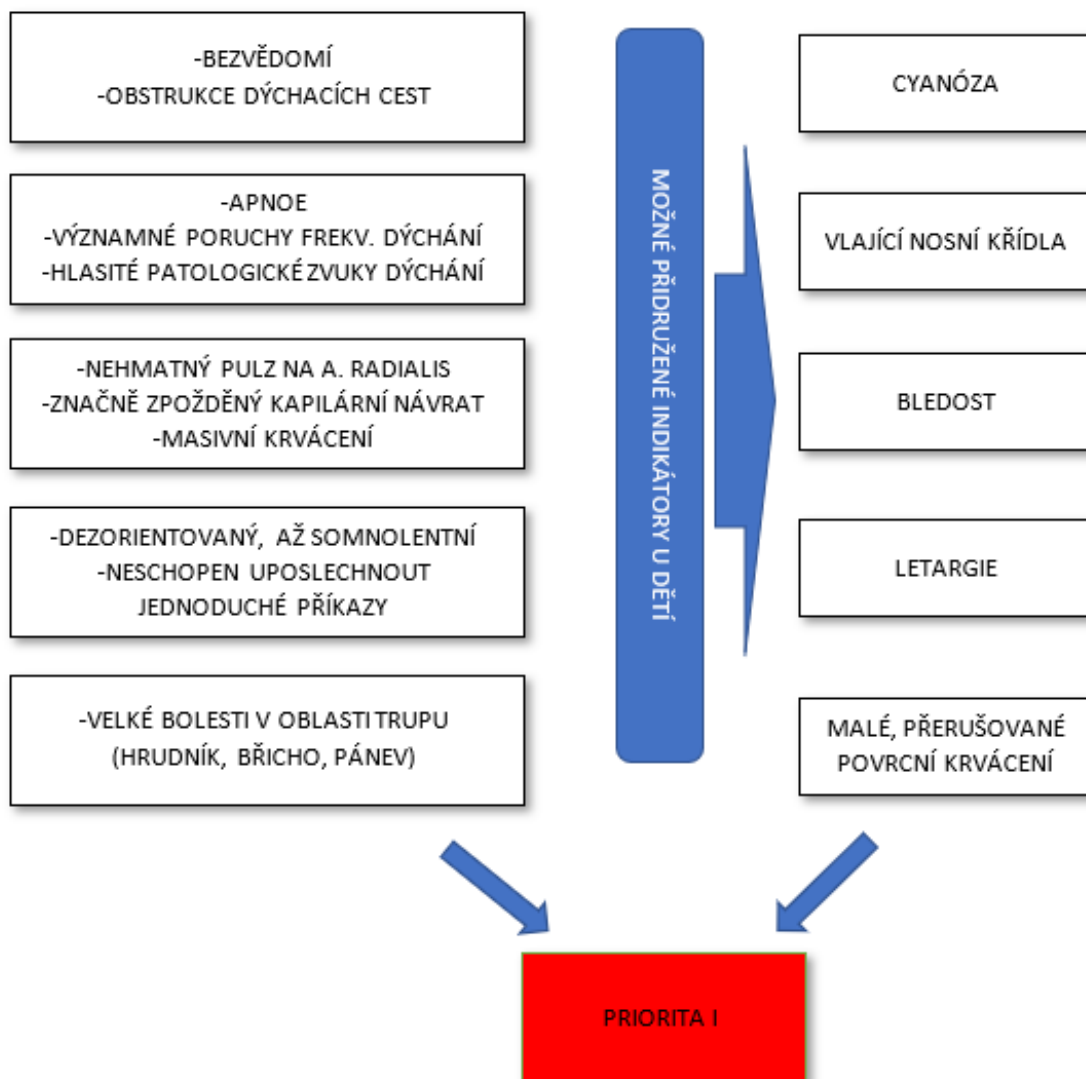 -BEZVĚDOMÍ
-OBSTRUKCE DÝCHACÍCH CEST
-APNOE
-VÝZNAMNÉ PORUCHY FREKV. DÝCHÁNÍ
-HLASITÉ PATOLOGICKÉ ZVUKY DÝCHÁNÍ
-NEHMATNÝ PULZ NA A. RADIALIS
-ZNAČNĚ ZPOŽDĚNÝ KAPILÁRNÍ NÁVRAT
-MASIVNÍ KRVÁCENÍ
-DEZORIENTOVANÝ, AŽ SOMNOLENTNÍ
-NESCHOPEN UPOSLECHNOUT
JEDNODUCHÉ PŘÍKAZY
-VELKÉ BOLESTI V OBLASTI TRUPU
(HRUDNÍK, BŘICHO, PÁNEV)
MOŽNÉ PŘIDRUŽENÉ INDIKÁTORY U DĚTÍ
CYANÓZA
VLAJÍCÍ NOSNÍ KŘÍDLA
BLEDOST
LETARGIE
MALÉ, PŘERUŠOVANÉ
POVRCNÍ KRVÁCENÍ
PRIORITA I